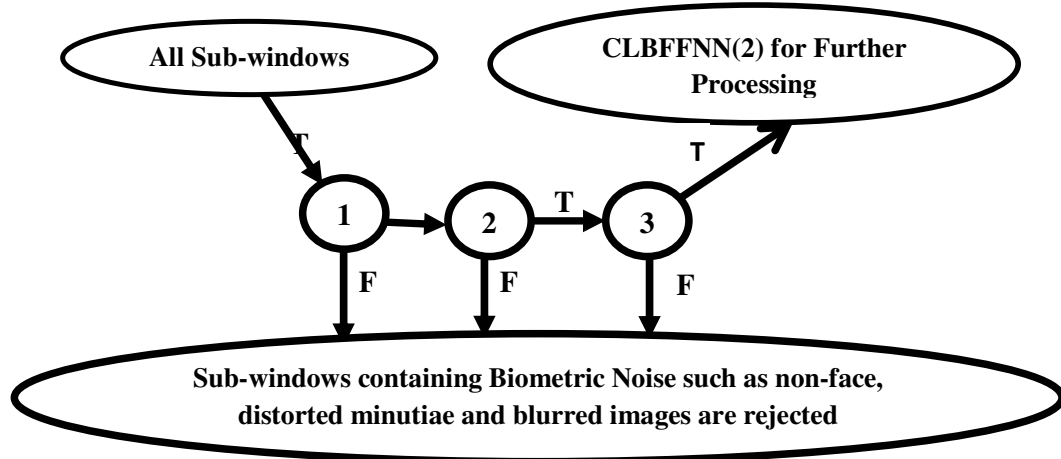 All Sub-windows
CLBFFNN(2) for Further
Processing
T
T
1
2
T
3
F
F
F
Sub-windows containing Biometric Noise such as non-face,
distorted minutiae and blurred images are rejected